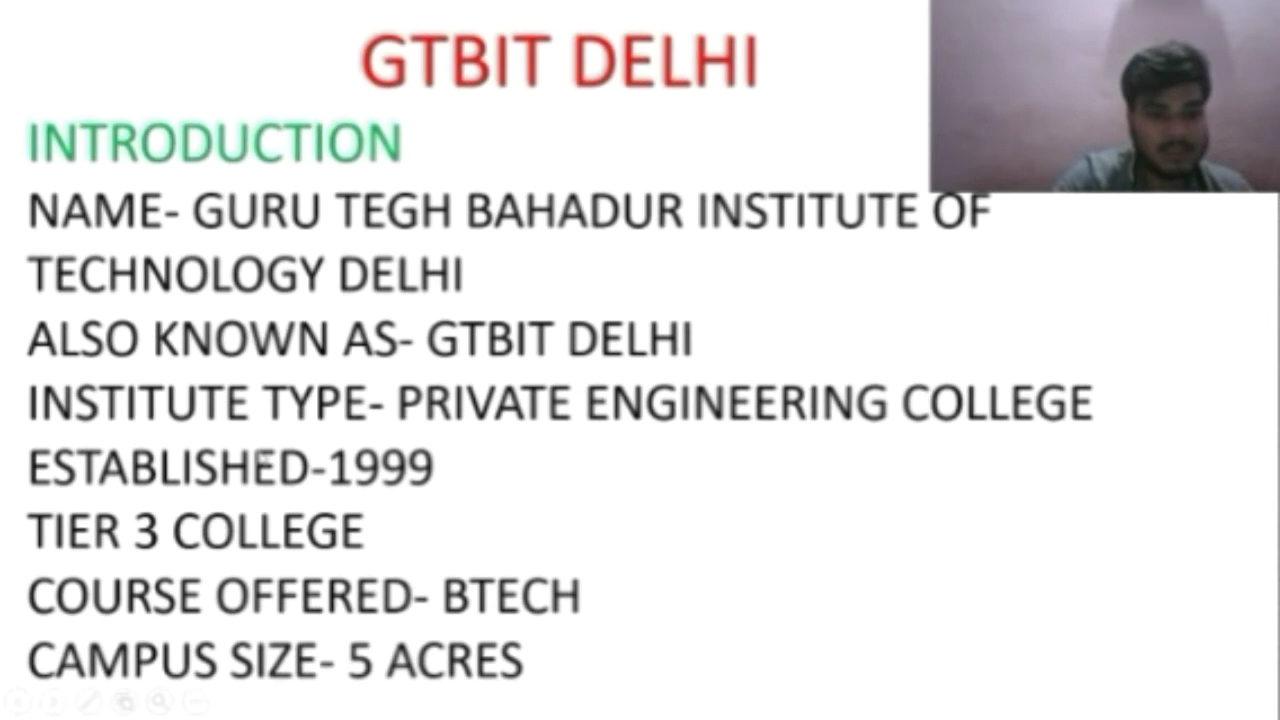 GTBIT DELHI
INTRODUCTION
NAME- GURU TEGH BAHADUR INSTITUTE OF
TECHNOLOGY DELHI
ALSO KNOWN AS- GTBIT DELHI
INSTITUTE TYPE- PRIVATE ENGINEERING COLLEGE
ESTABLISHED-1999
TIER 3 COLLEGE
COURSE OFFERED- BTECH
CAMPUS SIZE- 5 ACRES